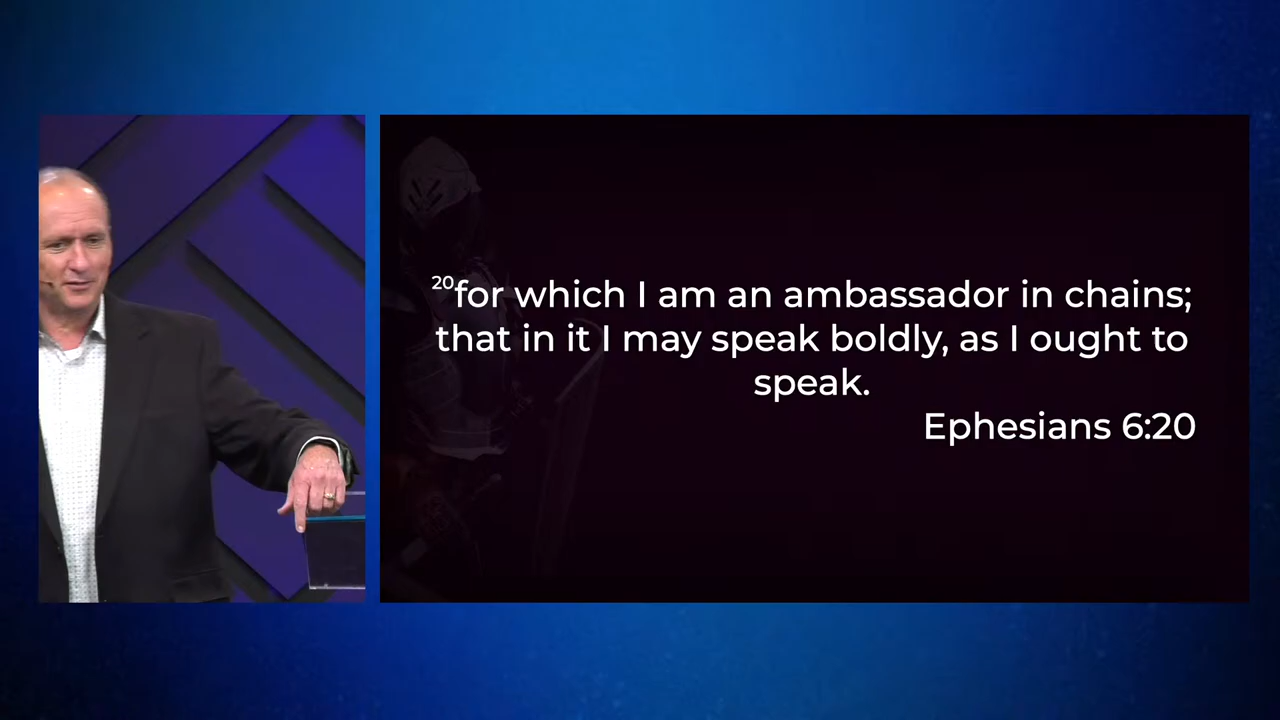 20for which I am an ambassador in chains;
that in it I may speak boldly, as I ought to
speak.
Ephesians 6:20